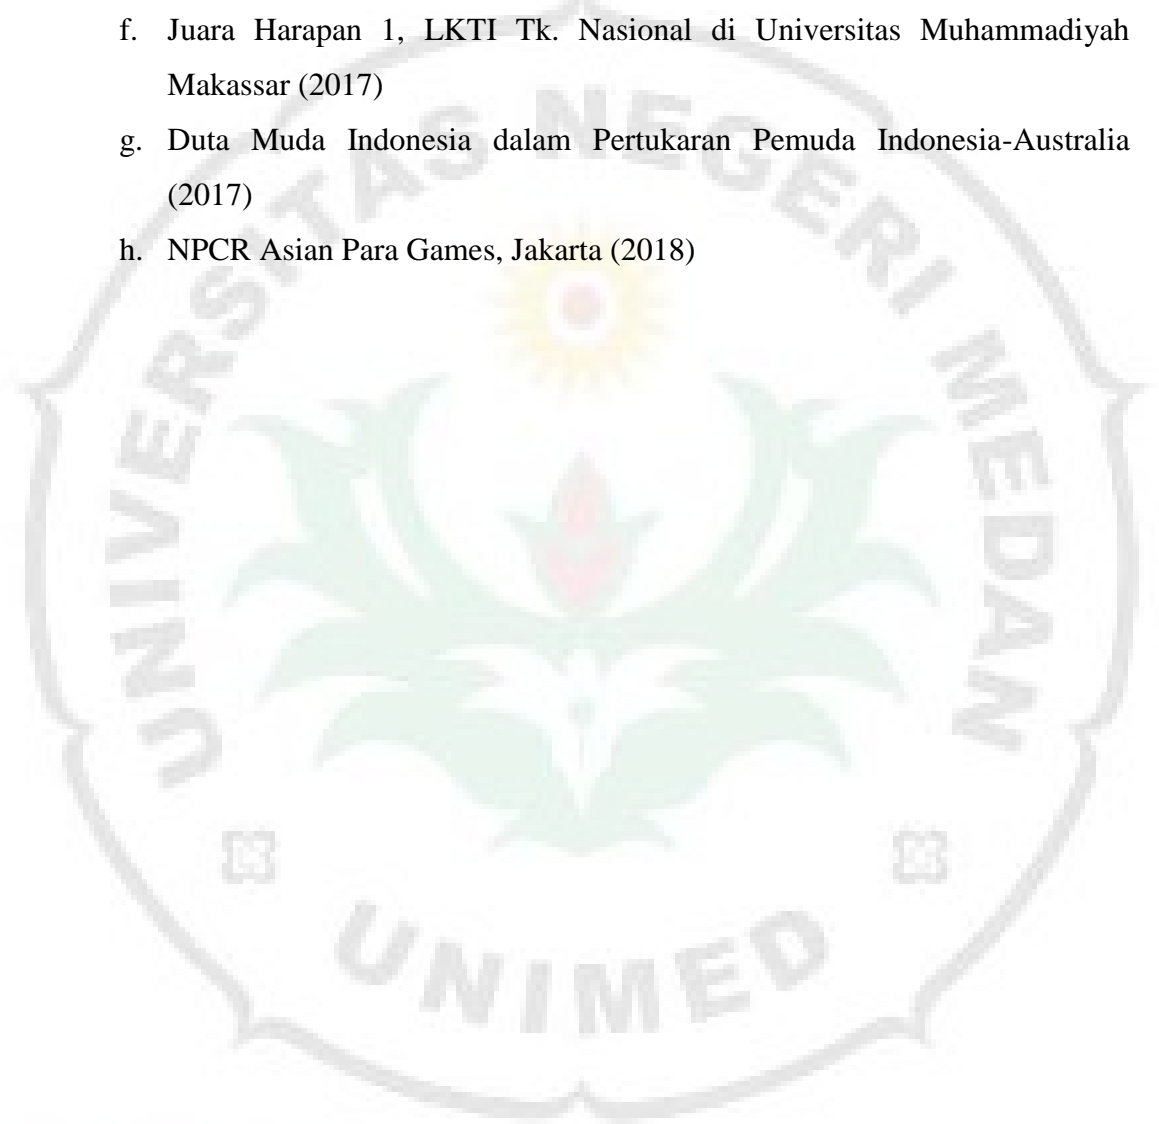 f. Juara Harapan 1, LKTI Tk. Nasional di Universitas Muhammadiyah
Makassar (2017)
g. Duta Muda Indonesia dalam Pertukaran Pemuda Indonesia-Australia
(2017)
h. NPCR Asian Para Games, Jakarta (2018)
UNIVERSITAS NEGERI MEDAN
UNIMED